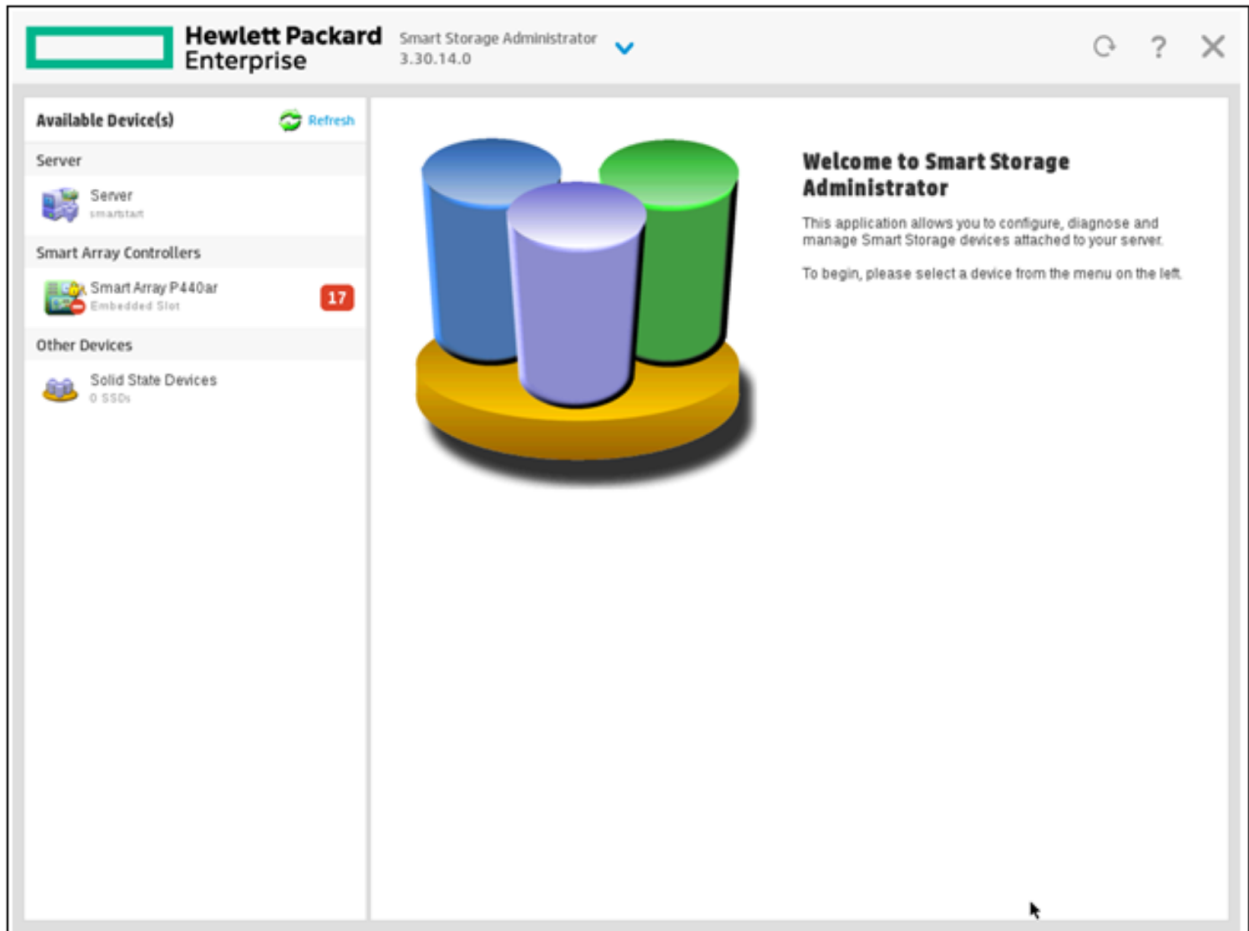 Hewlett Packard
Enterprise
Smart Storage Administrator
3.30.14.0
?
Available Device(s)
Refresh
Server
Server
smartstart
Smart Array Controllers
Smart Array P440ar
Embedded Slot
17
Other Devices
Solid State Devices
0 SSDs
Welcome to Smart Storage
Administrator
This application allows you to configure, diagnose and
manage Smart Storage devices attached to your server.
To begin, please select a device from the menu on the left.